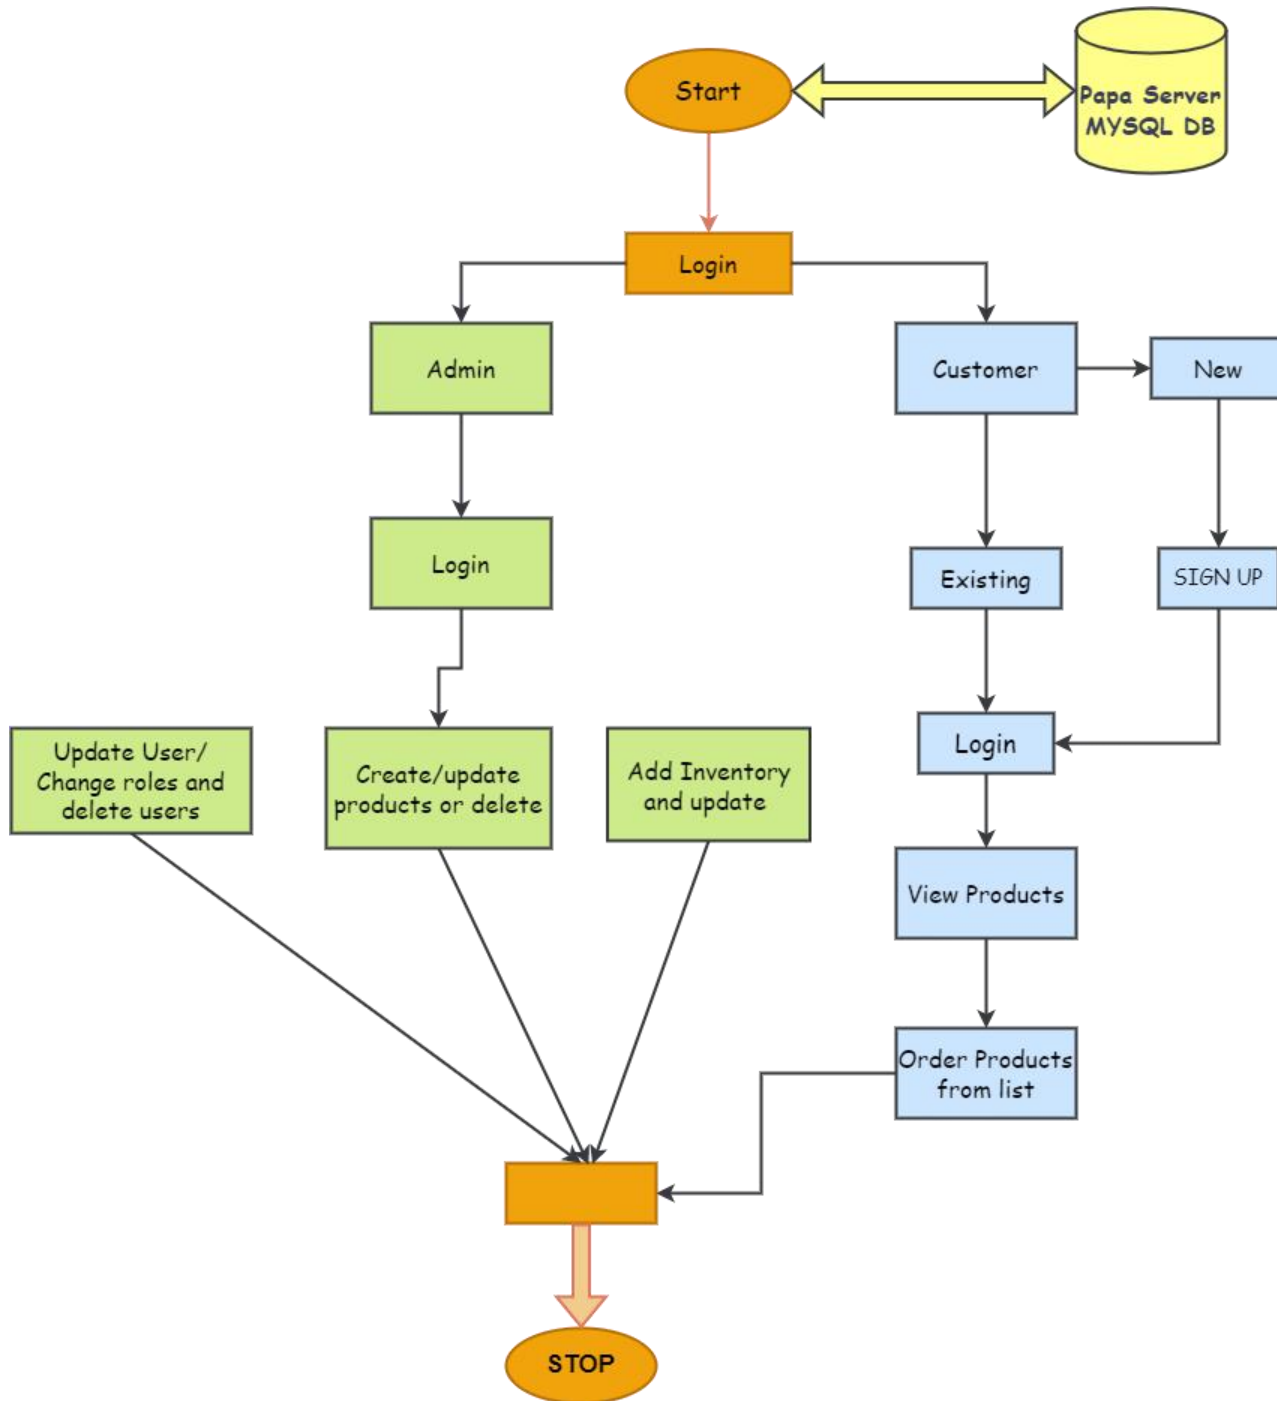 Start
Papa Server
MYSQL DB
Login
Admin
Customer
New
Login
Existing
SIGN UP
Update User/
Change roles and
delete users
Create/update
products or delete
Add Inventory
and update
Login
View Products
Order Products
from list
STOP